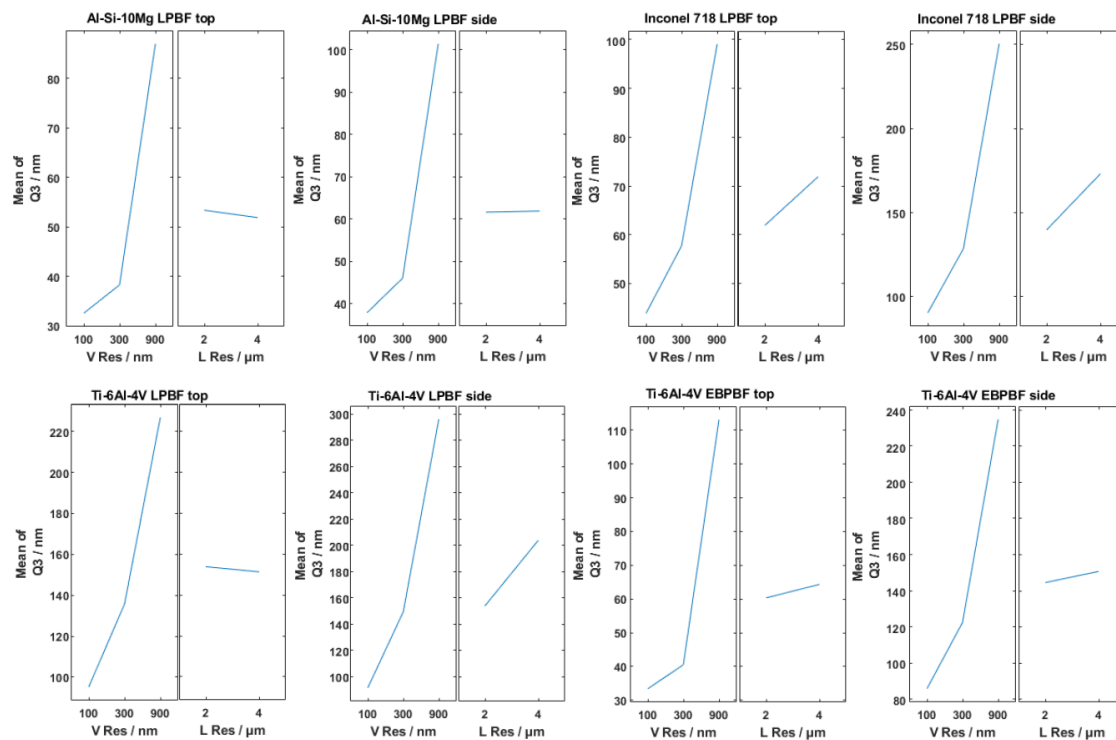 Al-Si-10Mg LPBF top
Mean of
Q3 / nm
80
70
60
50
40
30
100 300 900
V Res / nm
2 4
L Res / µm
Al-Si-10Mg LPBF side
Mean of
Q3 / nm
100
90
80
70
60
50
40
100 300 900
V Res / nm
2 4
L Res / µm
Inconel 718 LPBF top
Mean of
Q3 / nm
100
90
80
70
60
50
100 300 900
V Res / nm
2 4
L Res / µm
Inconel 718 LPBF side
Mean of
Q3 / nm
250
200
150
100
100 300 900
V Res / nm
2 4
L Res / µm
Ti-6Al-4V LPBF top
Mean of
Q3 / nm
220
200
180
160
140
120
100
100 300 900
V Res / nm
2 4
L Res / µm
Ti-6Al-4V LPBF side
Mean of
Q3 / nm
300
280
260
240
220
200
180
160
140
120
100
100 300 900
V Res / nm
2 4
L Res / µm
Ti-6Al-4V EBPBF top
Mean of
Q3 / nm
110
100
90
80
70
60
50
40
30
100 300 900
V Res / nm
2 4
L Res / µm
Ti-6Al-4V EBPBF side
Mean of
Q3 / nm
240
220
200
180
160
140
120
100
80
100 300 900
V Res / nm
2 4
L Res / µm